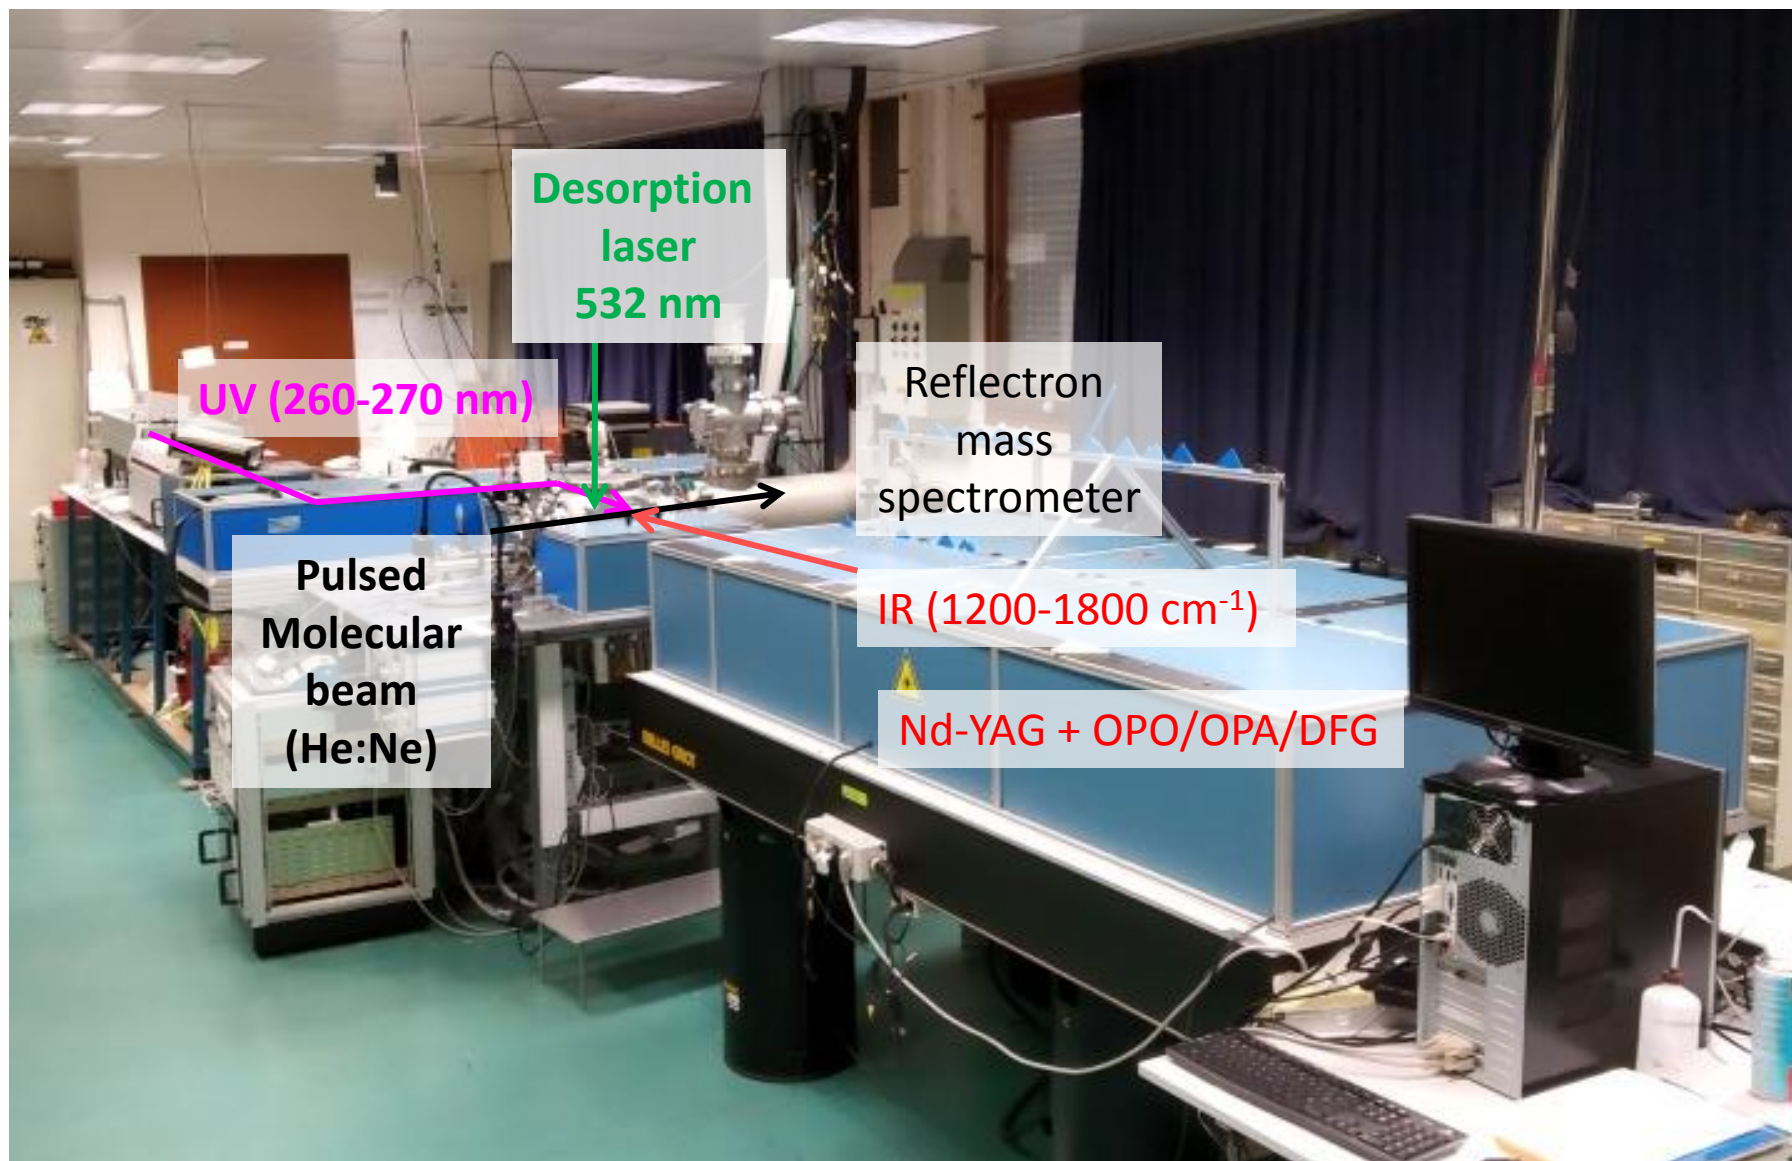 Desorption
laser
532 nm
UV (260-270 nm)
Reflectron
mass
spectrometer
Pulsed
Molecular
beam
(He:Ne)
IR (1200-1800 cm⁻¹)
Nd-YAG + OPO/OPA/DFG